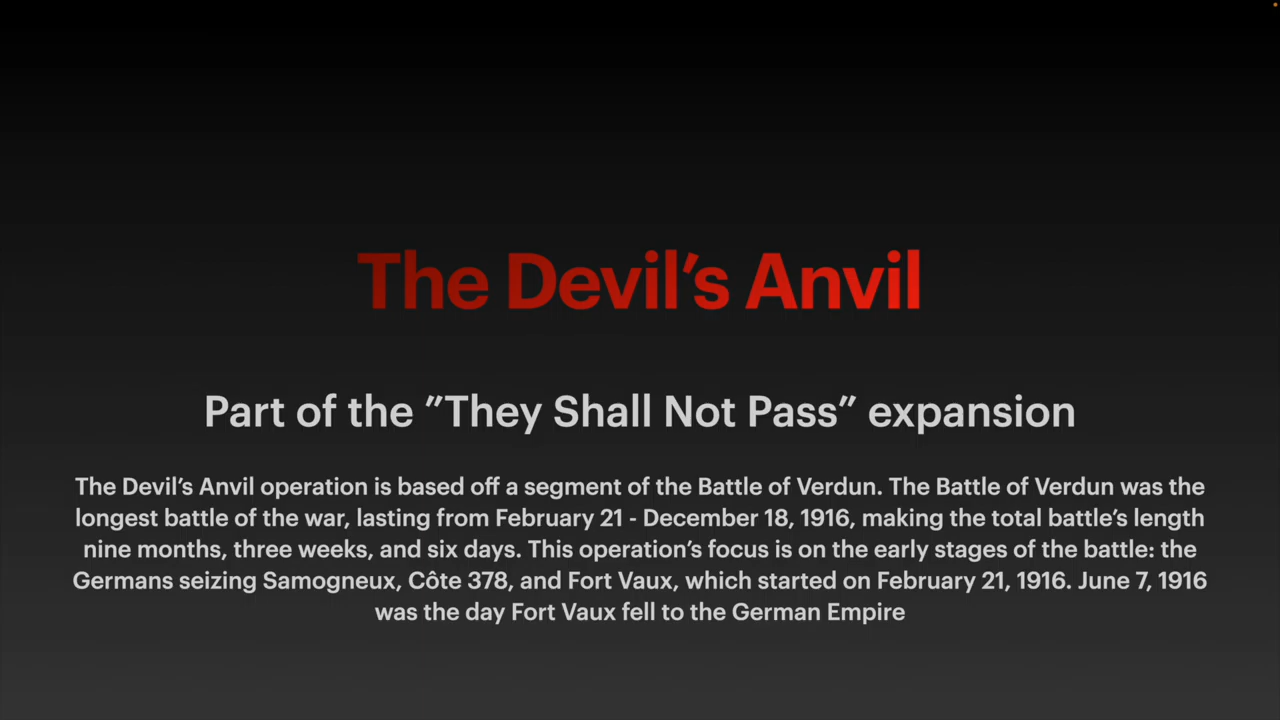 The Devil’s Anvil
Part of the ”They Shall Not Pass” expansion
The Devil’s Anvil operation is based off a segment of the Battle of Verdun. The Battle of Verdun was the
longest battle of the war, lasting from February 21 - December 18, 1916, making the total battle’s length
nine months, three weeks, and six days. This operation’s focus is on the early stages of the battle: the
Germans seizing Samogneux, Côte 378, and Fort Vaux, which started on February 21, 1916. June 7, 1916
was the day Fort Vaux fell to the German Empire